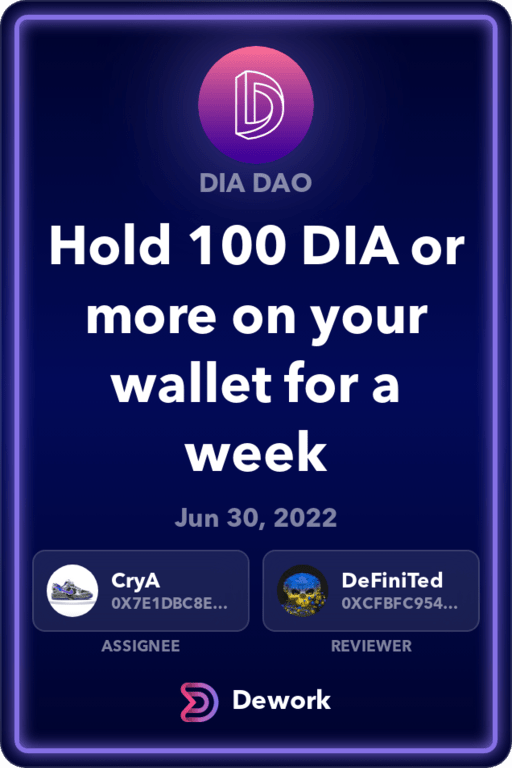 DIA DAO
Hold 100 DIA or
more on your
wallet for a
week
Jun 30, 2022
CryA
0X7E1DBC8E...
ASSIGNEE
DeFiniTed
0XCFBFC954...
REVIEWER
Dework